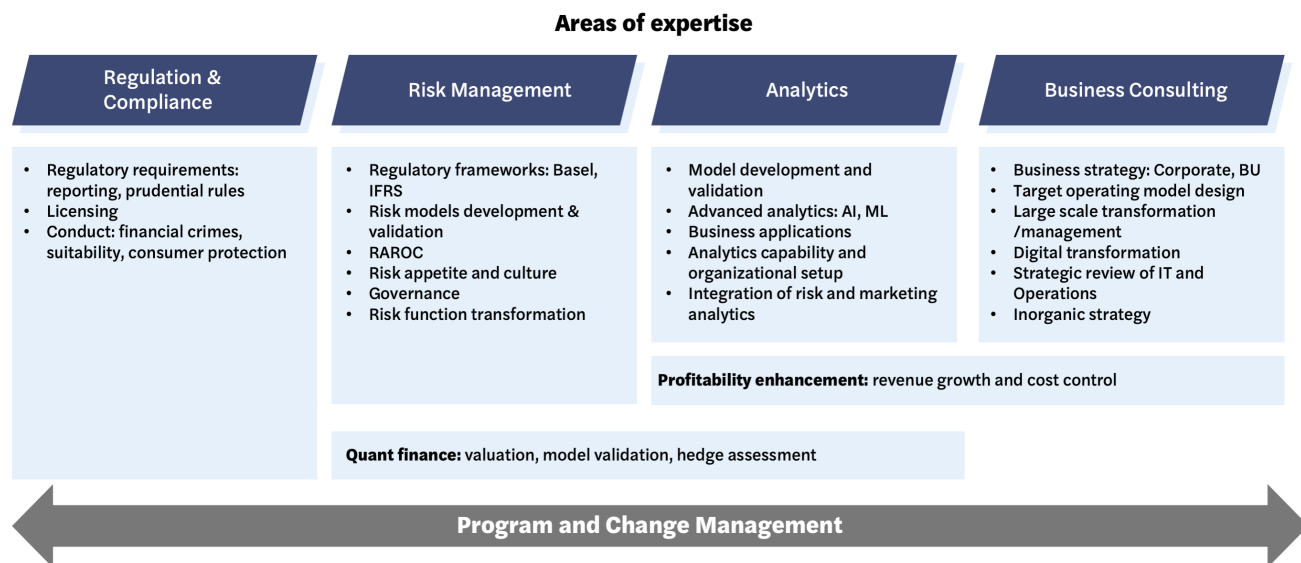 Areas of expertise
Regulation &
Compliance
Risk Management
Analytics
Business Consulting
• Regulatory requirements:
reporting, prudential rules
• Licensing
• Conduct: financial crimes,
suitability, consumer protection
• Regulatory frameworks: Basel,
IFRS
• Risk models development &
validation
• RAROC
• Risk appetite and culture
• Governance
• Risk function transformation
• Model development and
validation
• Advanced analytics: AI, ML
• Business applications
• Analytics capability and
organizational setup
• Integration of risk and marketing
analytics
• Business strategy: Corporate, BU
• Target operating model design
• Large scale transformation
/management
• Digital transformation
• Strategic review of IT and
Operations
• Inorganic strategy
Profitability enhancement: revenue growth and cost control
Quant finance: valuation, model validation, hedge assessment
Program and Change Management